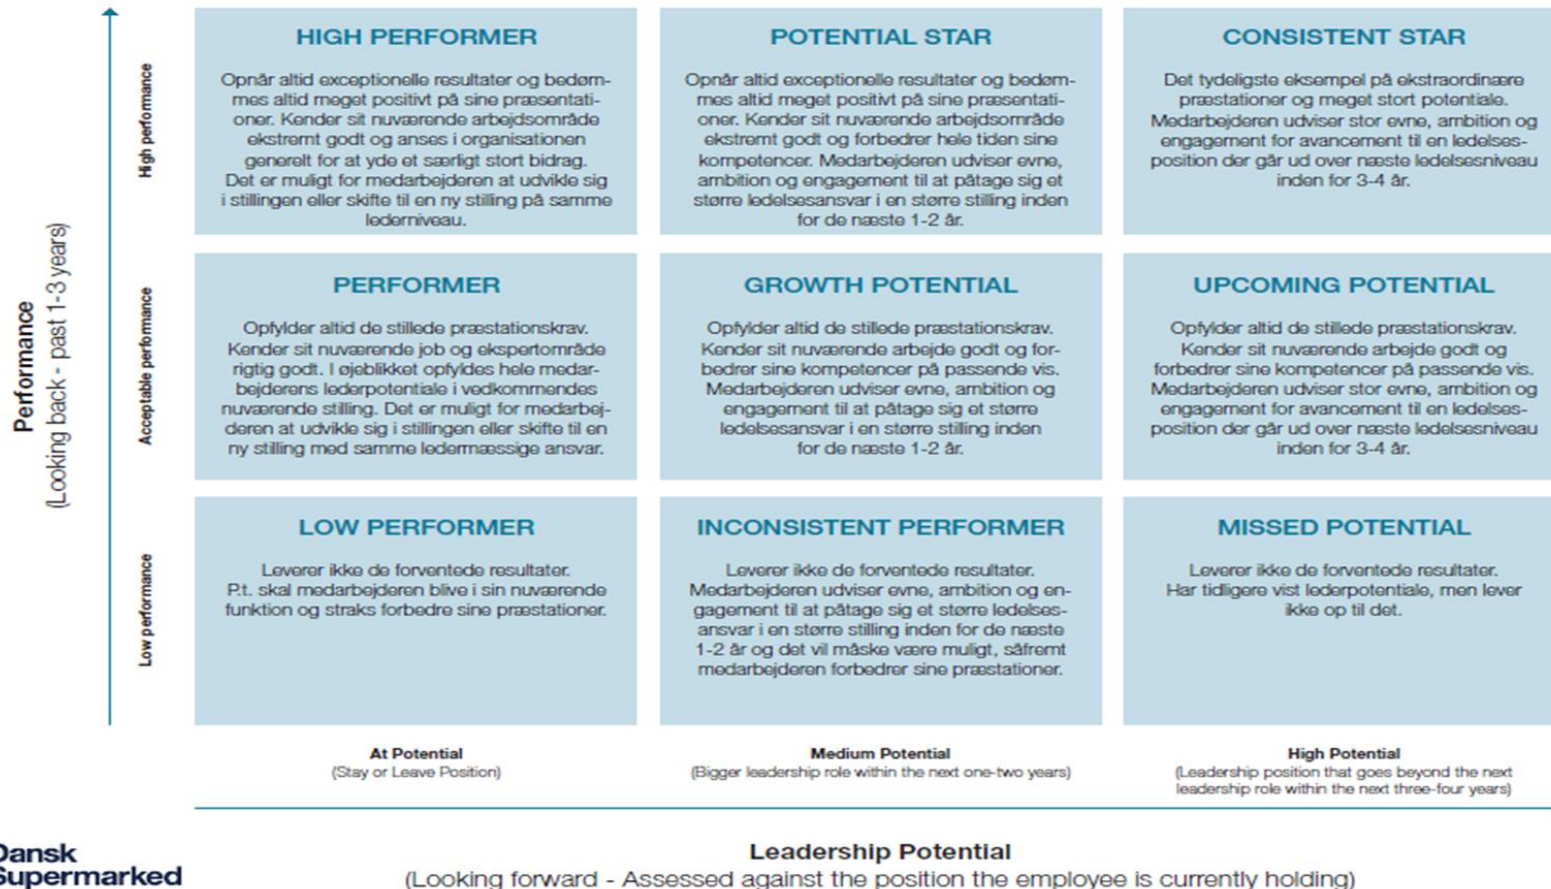 Performance
(Looking back - past 1-3 years)
High performance
HIGH PERFORMER
Opnår altid exceptionelle resultater og bedøm-
mes altid meget positivt på sine præsentati-
oner. Kender sit nuværende arbejdsområde
ekstremt godt og anses i organisationen
generelt for at yde et særligt stort bidrag.
Det er muligt for medarbejderen at udvikle sig
i stillingen eller skifte til en ny stilling på samme
lederniveau.
POTENTIAL STAR
Opnår altid exceptionelle resultater og bedøm-
mes altid meget positivt på sine præsentati-
oner. Kender sit nuværende arbejdsområde
ekstremt godt og forbedrer hele tiden sine
kompetencer. Medarbejderen udviser evne,
ambition og engagement til at påtage sig et
større ledelsesansvar i en større stilling inden
for de næste 1-2 år.
CONSISTENT STAR
Det tydeligste eksempel på ekstraordinære
præstationer og meget stort potentiale.
Medarbejderen udviser stor evne, ambition og
engagement for avancement til en ledelses-
position der går ud over næste ledelsesniveau
inden for 3-4 år.
Acceptable performance
PERFORMER
Opfylder altid de stillede præstationskrav.
Kender sit nuværende job og ekspertområde
rigtig godt. I øjeblikket opfyldes hele medar-
bejderens lederpotentiale i vedkommendes
nuværende stilling. Det er muligt for medarbej-
deren at udvikle sig i stillingen eller skifte til en
ny stilling med samme ledermæssige ansvar.
GROWTH POTENTIAL
Opfylder altid de stillede præstationskrav.
Kender sit nuværende arbejde godt og for-
bedrer sine kompetencer på passende vis.
Medarbejderen udviser evne, ambition og
engagement til at påtage sig et større
ledelsesansvar i en større stilling inden
for de næste 1-2 år.
UPCOMING POTENTIAL
Opfylder altid de stillede præstationskrav.
Kender sit nuværende arbejde godt og
forbedrer sine kompetencer på passende vis.
Medarbejderen udviser stor evne, ambition og
engagement for avancement til en ledelses-
position der går ud over næste ledelsesniveau
inden for 3-4 år.
Low performance
LOW PERFORMER
Leverer ikke de forventede resultater.
P.t. skal medarbejderen blive i sin nuværende
funktion og straks forbedre sine præstationer.
INCONSISTENT PERFORMER
Leverer ikke de forventede resultater.
Medarbejderen udviser evne, ambition og en-
gagement til at påtage sig et større ledelses-
ansvar i en større stilling inden for de næste
1-2 år og det vil måske være muligt, såfremt
medarbejderen forbedrer sine præstationer.
MISSED POTENTIAL
Leverer ikke de forventede resultater.
Har tidligere vist lederpotentiale, men lever
ikke op til det.
At Potential
(Stay or Leave Position)
Medium Potential
(Bigger leadership role within the next one-two years)
High Potential
(Leadership position that goes beyond the next
leadership role within the next three-four years)
Dansk
Supermarked
Leadership Potential
(Looking forward - Assessed against the position the employee is currently holding)